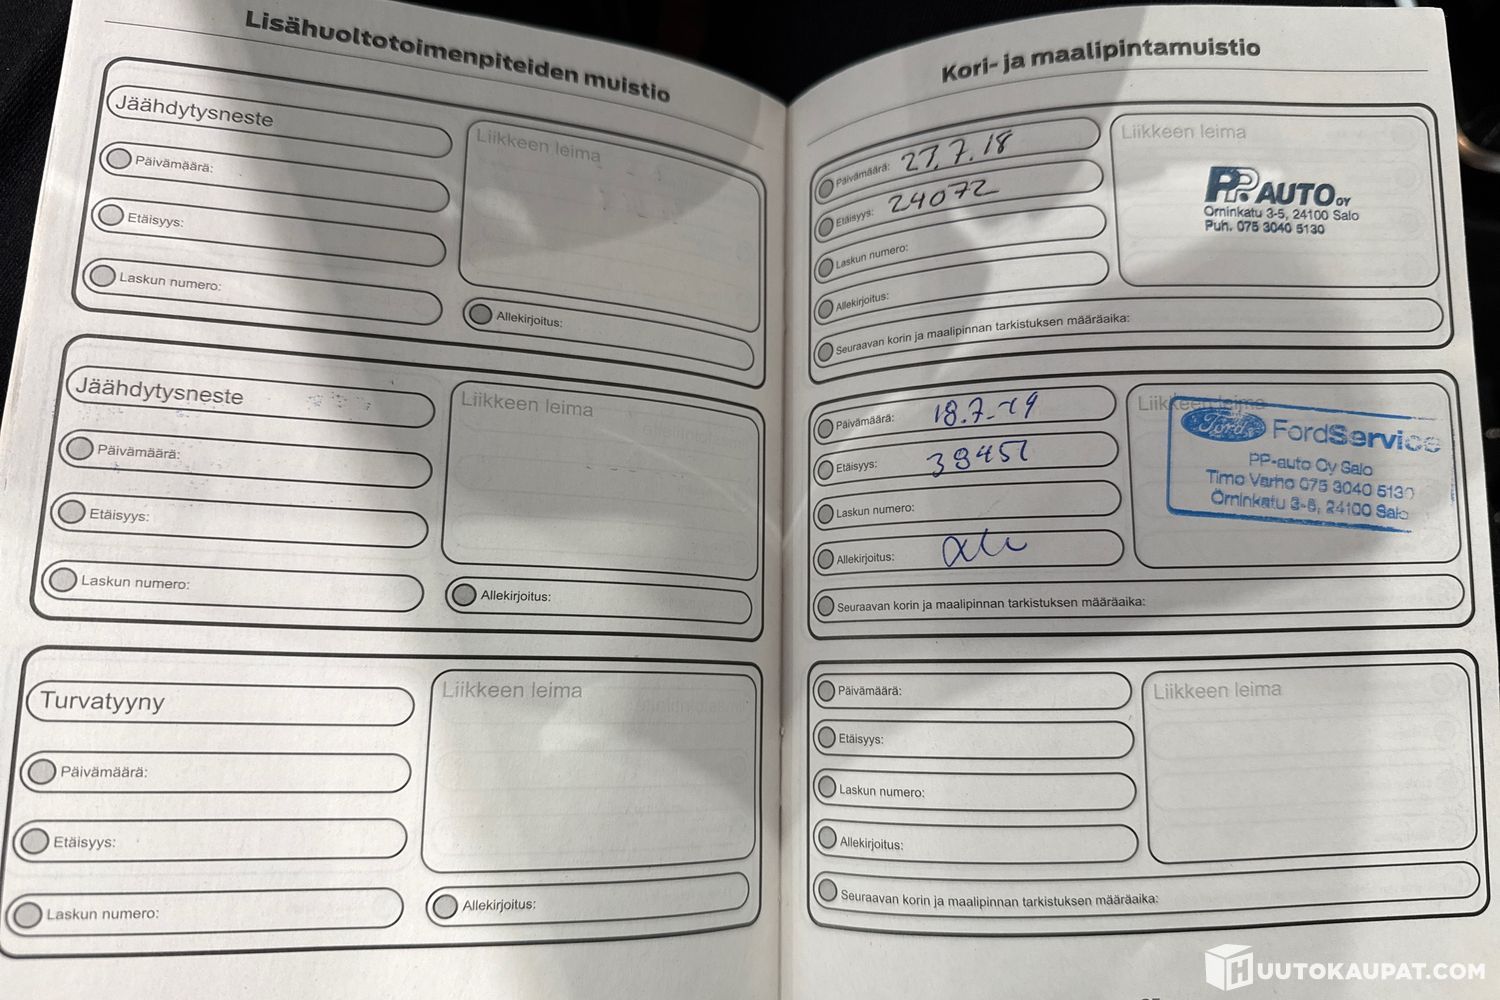 Lisähuoltotoimenpiteiden muistio
Jäähdytysneste
Päivämäärä:
Etäisyys:
Laskun numero:
Liikkeen leima
Allekirjoitus:
Jäähdytysneste
Päivämäärä:
Etäisyys:
Laskun numero:
Liikkeen leima
Allekirjoitus:
Turvatyyny
Päivämäärä:
Etäisyys:
Laskun numero:
Liikkeen leima
Allekirjoitus:
Kori- ja maalipintamuistio
Päivämäärä: 27.7.18
Etäisyys: 24072
Laskun numero:
Allekirjoitus:
Seuraavan korin ja maalipinnan tarkistuksen määräaika:
Liikkeen leima
PP AUTO OY
Örninkatu 3-5, 24100 Salo
Puh. 075 3040 5130
Päivämäärä: 18.7.-19
Etäisyys: 39451
Laskun numero:
Allekirjoitus:
Seuraavan korin ja maalipinnan tarkistuksen määräaika:
Liikkeen leima
Ford FordService
PP-auto Oy Salo
Timo Varho 075 3040 5130
Örninkatu 3-5, 24100 Salo
Päivämäärä:
Etäisyys:
Laskun numero:
Allekirjoitus:
Seuraavan korin ja maalipinnan tarkistuksen määräaika:
Liikkeen leima
HUUTOKAUPAT.COM